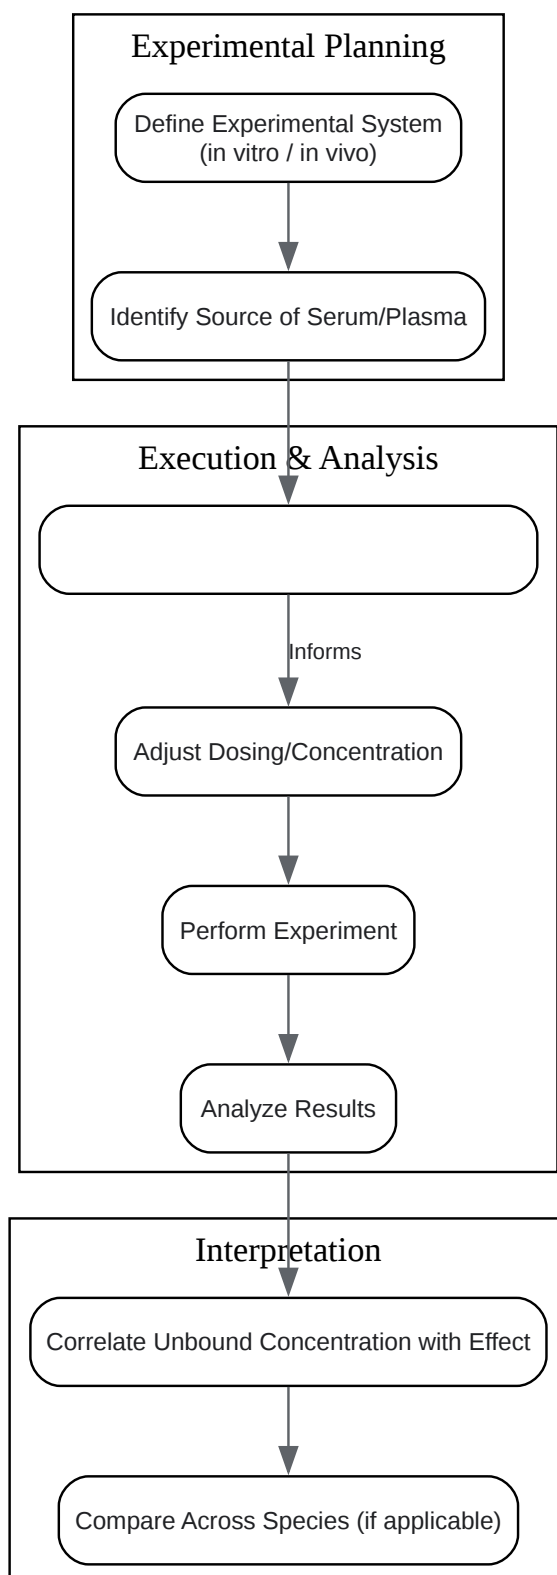 Experimental Planning
Define Experimental System
(in vitro / in vivo)
Identify Source of Serum/Plasma
Execution & Analysis
Informs
Adjust Dosing/Concentration
Perform Experiment
Analyze Results
Interpretation
Correlate Unbound Concentration with Effect
Compare Across Species (if applicable)